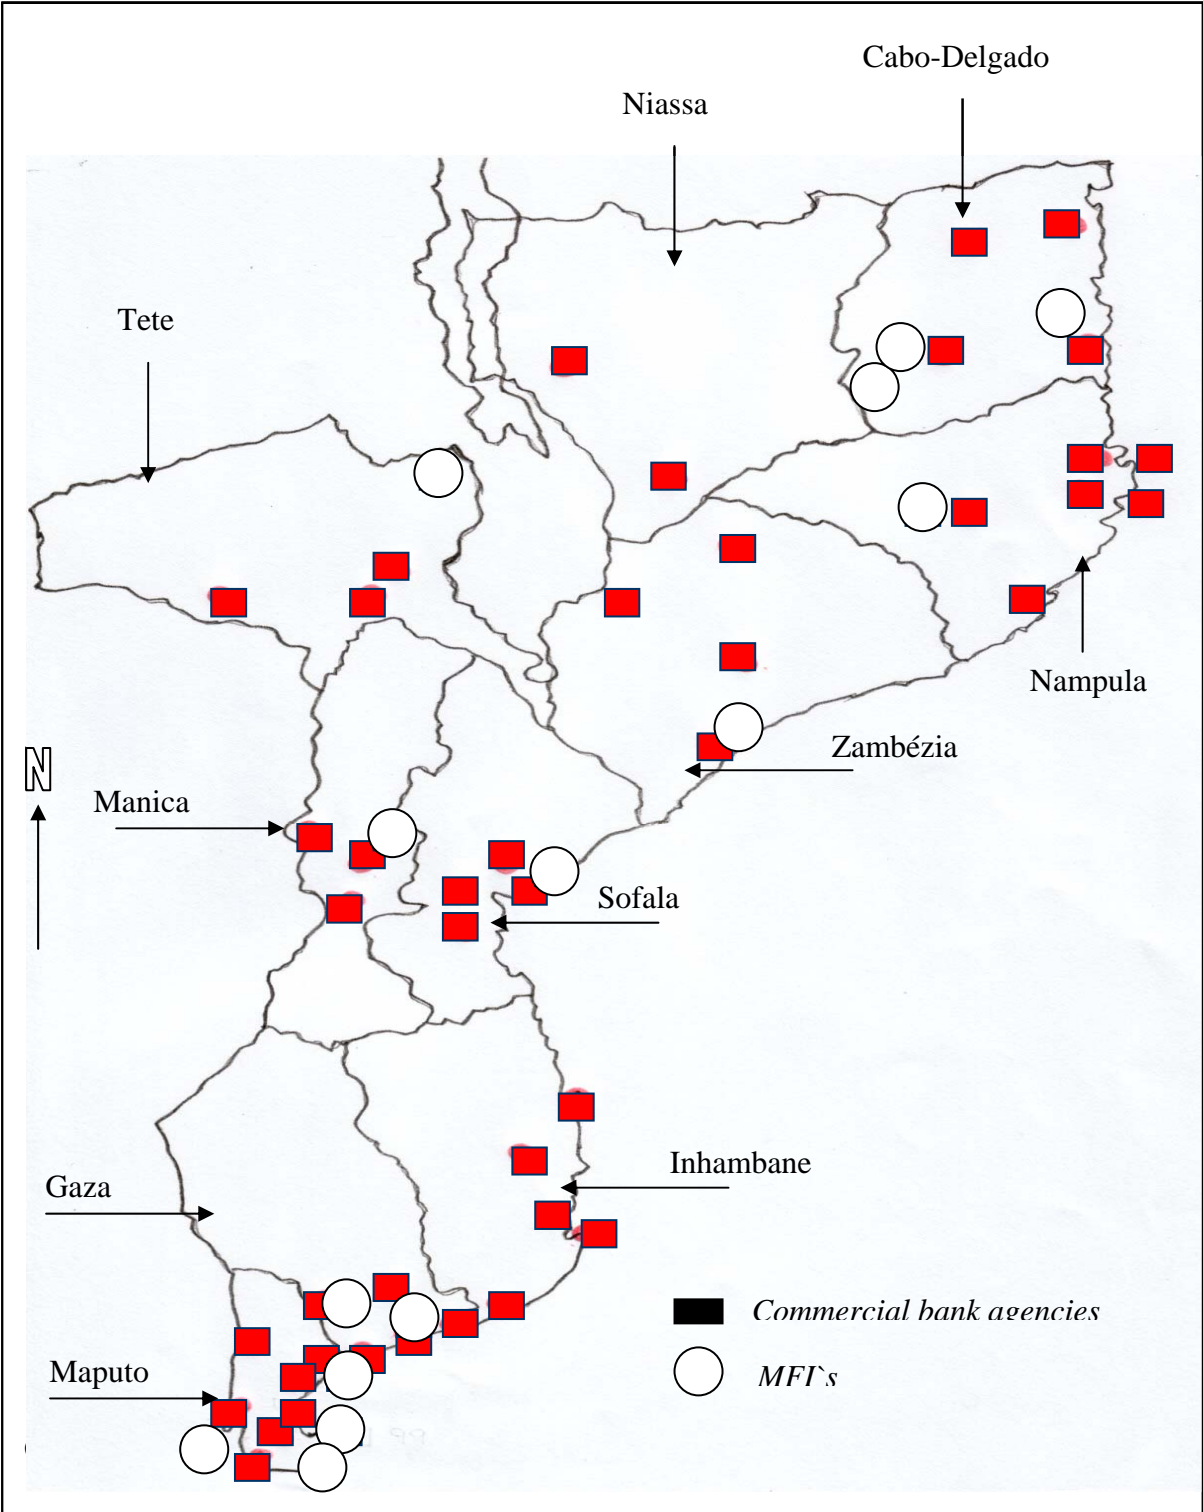 Cabo-Delgado
Niassa
Tete
Nampula
Zambézia
N
Manica
Sofala
Inhambane
Gaza
Commercial bank agencies
Maputo
MFI`s